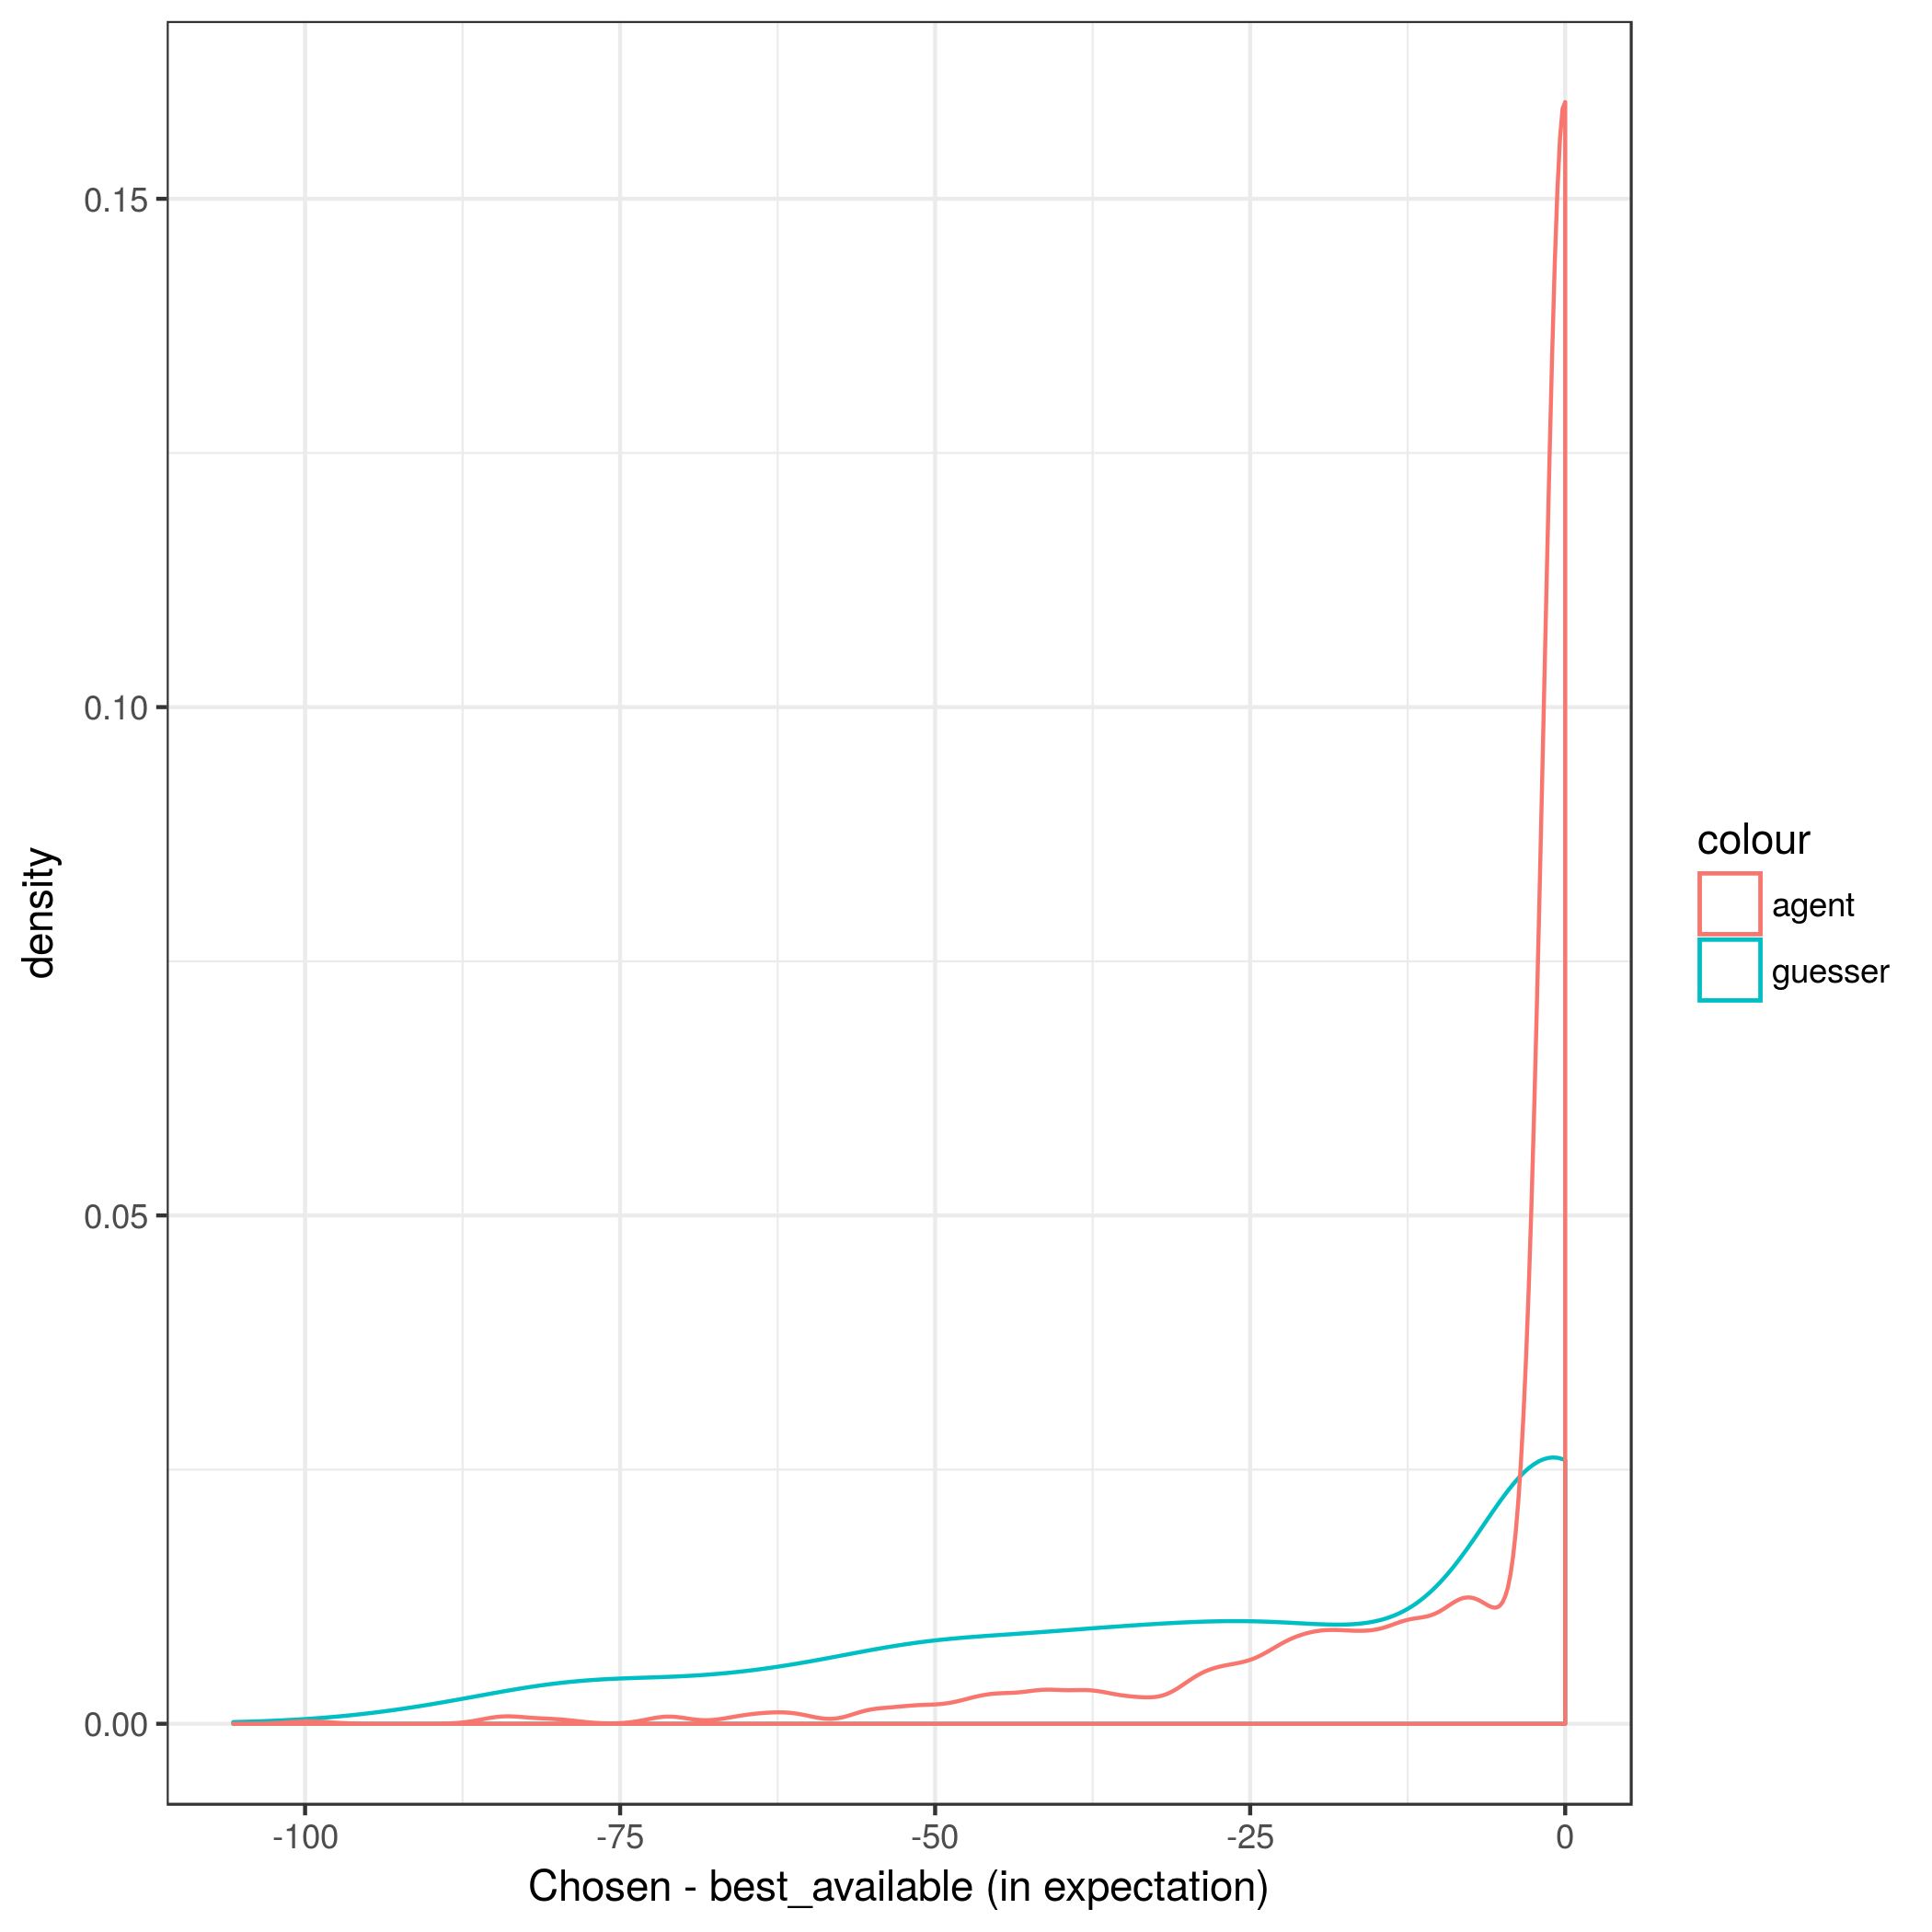 0.15
0.10
0.05
0.00
density
-100
-75
-50
-25
0
Chosen - best_available (in expectation)
colour
agent
guesser